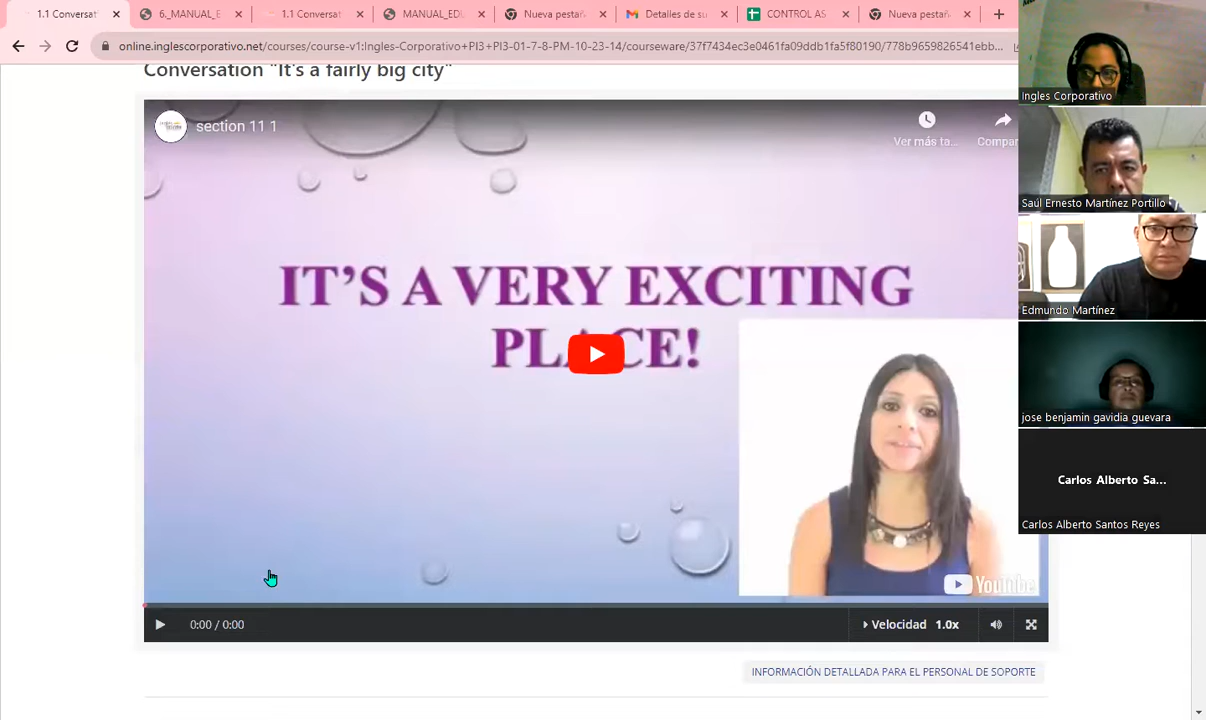 1.1 Conversat
6._MANUAL_E
1.1 Conversat
MANUAL_EDU
Nueva pestañ
Detalles de su
CONTROL AS
Nueva pestañ
online.inglescorporativo.net/courses/course-v1:Ingles-Corporativo+PI3+PI3-01-7-8-PM-10-23-14/courseware/37f7434ec3e0461fa09ddb1fa5f80190/778b9659826541ebb...
Conversation "It's a fairly big city"
section 11 1
Ver más ta...
Compar
IT'S A VERY EXCITING
PLACE!
YouTube
0:00 / 0:00
Velocidad 1.0x
INFORMACIÓN DETALLADA PARA EL PERSONAL DE SOPORTE
Ingles Corporativo
Saúl Ernesto Martínez Portillo
Edmundo Martínez
jose benjamin gavidia guevara
Carlos Alberto Sa...
Carlos Alberto Santos Reyes